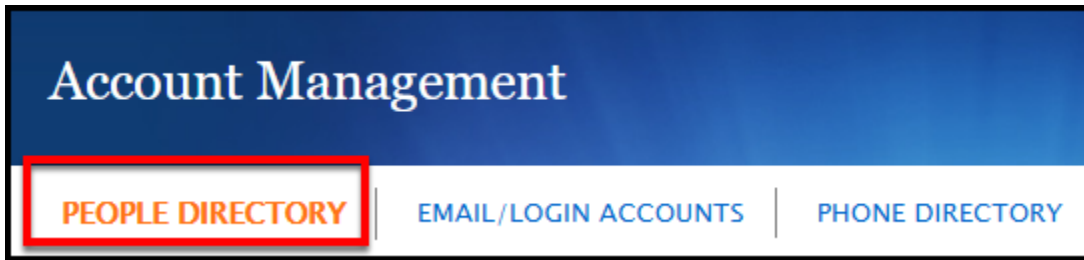 Account Management
PEOPLE DIRECTORY EMAIL/LOGIN ACCOUNTS PHONE DIRECTORY